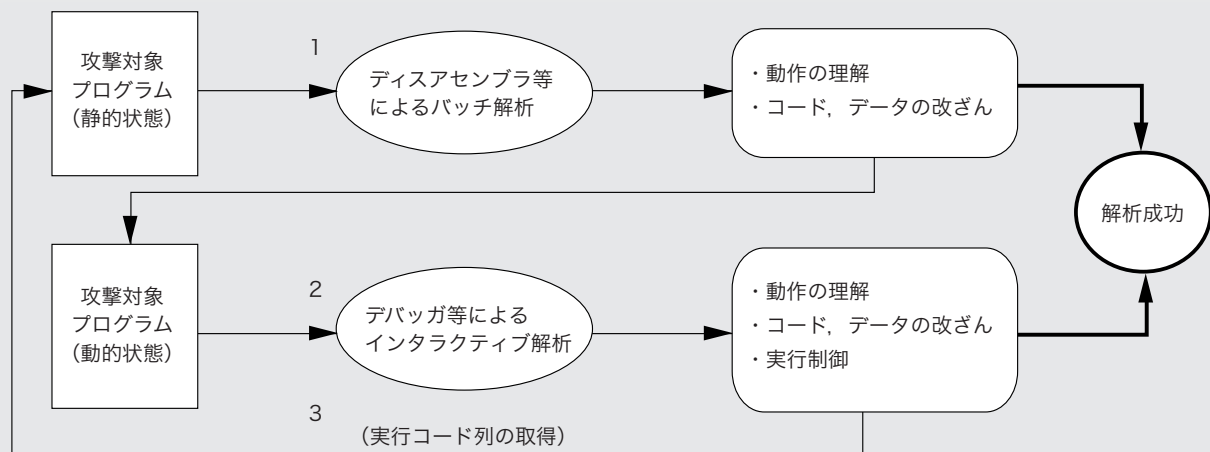 攻撃対象
プログラム
(静的状態)
1
ディスアセンブラ等
によるバッチ解析
・動作の理解
・コード，データの改ざん
解析成功
攻撃対象
プログラム
(動的状態)
2
デバッガ等による
インタラクティブ解析
・動作の理解
・コード，データの改ざん
・実行制御
3
(実行コード列の取得)